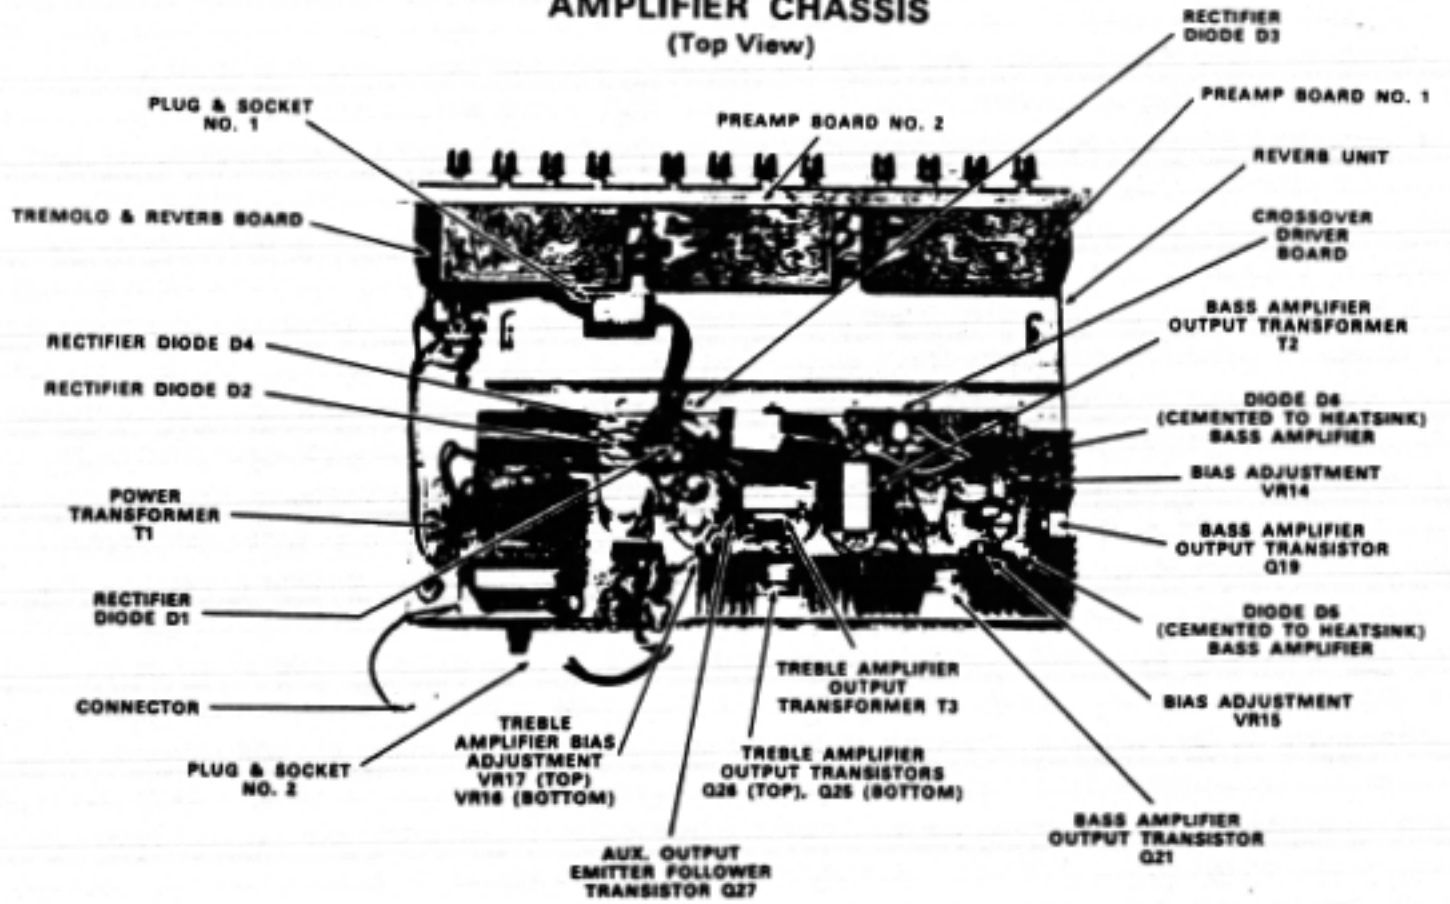 AMPLIFIER CHASSIS
(Top View)
RECTIFIER
DIODE D3
PLUG & SOCKET
NO. 1
PREAMP BOARD NO. 2
PREAMP BOARD NO. 1
REVERB UNIT
TREMOLO & REVERB BOARD
CROSSOVER
DRIVER
BOARD
BASS AMPLIFIER
OUTPUT TRANSFORMER
T2
RECTIFIER DIODE D4
RECTIFIER DIODE D2
DIODE D6
(CEMENTED TO HEATSINK)
BASS AMPLIFIER
BIAS ADJUSTMENT
VR14
POWER
TRANSFORMER
T1
BASS AMPLIFIER
OUTPUT TRANSISTOR
Q19
RECTIFIER
DIODE D1
DIODE D5
(CEMENTED TO HEATSINK)
BASS AMPLIFIER
CONNECTOR
TREBLE AMPLIFIER
OUTPUT
TRANSFORMER T3
BIAS ADJUSTMENT
VR15
PLUG & SOCKET
NO. 2
TREBLE
AMPLIFIER BIAS
ADJUSTMENT
VR17 (TOP)
VR16 (BOTTOM)
TREBLE AMPLIFIER
OUTPUT TRANSISTORS
Q26 (TOP), Q25 (BOTTOM)
BASS AMPLIFIER
OUTPUT TRANSISTOR
Q21
AUX. OUTPUT
EMITTER FOLLOWER
TRANSISTOR Q27